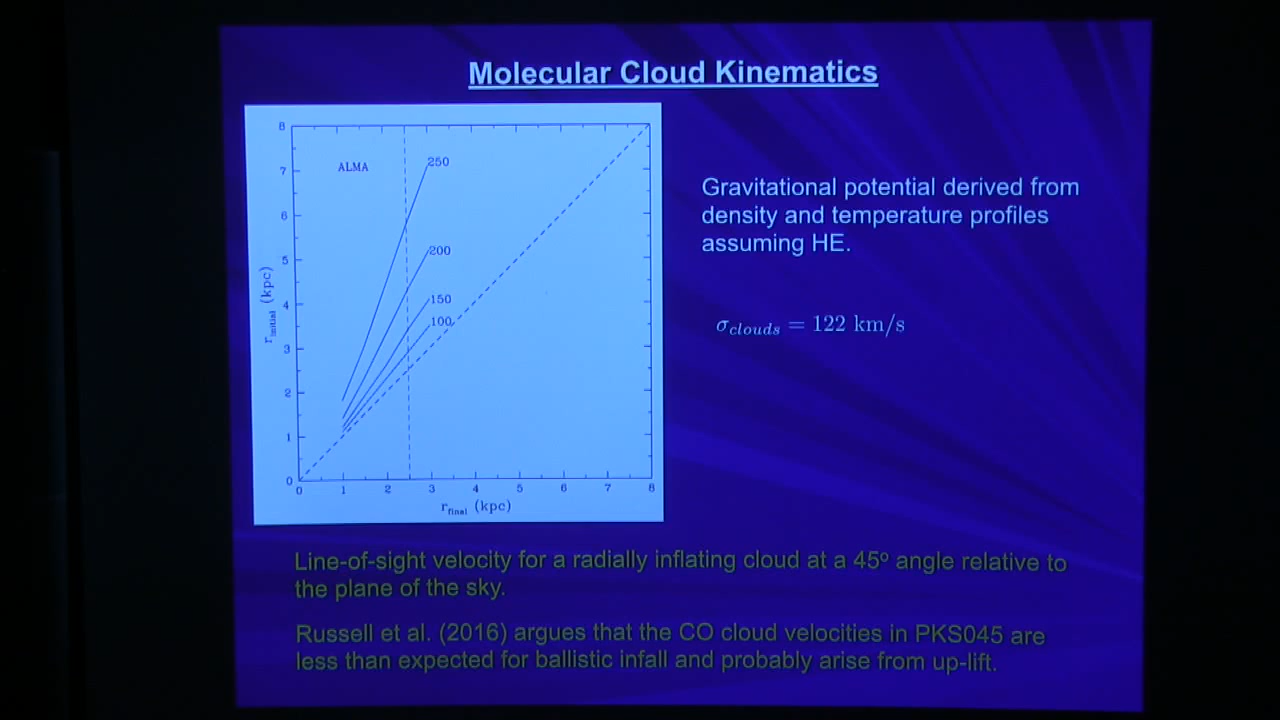 Molecular Cloud Kinematics
8
7
6
5
4
3
2
1
0
ALMA
250
200
150
100
r_initial (kpc)
0 1 2 3 4 5 6 7 8
r_final (kpc)
Gravitational potential derived from
density and temperature profiles
assuming HE.
σ_clouds = 122 km/s
Line-of-sight velocity for a radially inflating cloud at a 45º angle relative to
the plane of the sky.
Russell et al. (2016) argues that the CO cloud velocities in PKS045 are
less than expected for ballistic infall and probably arise from up-lift.